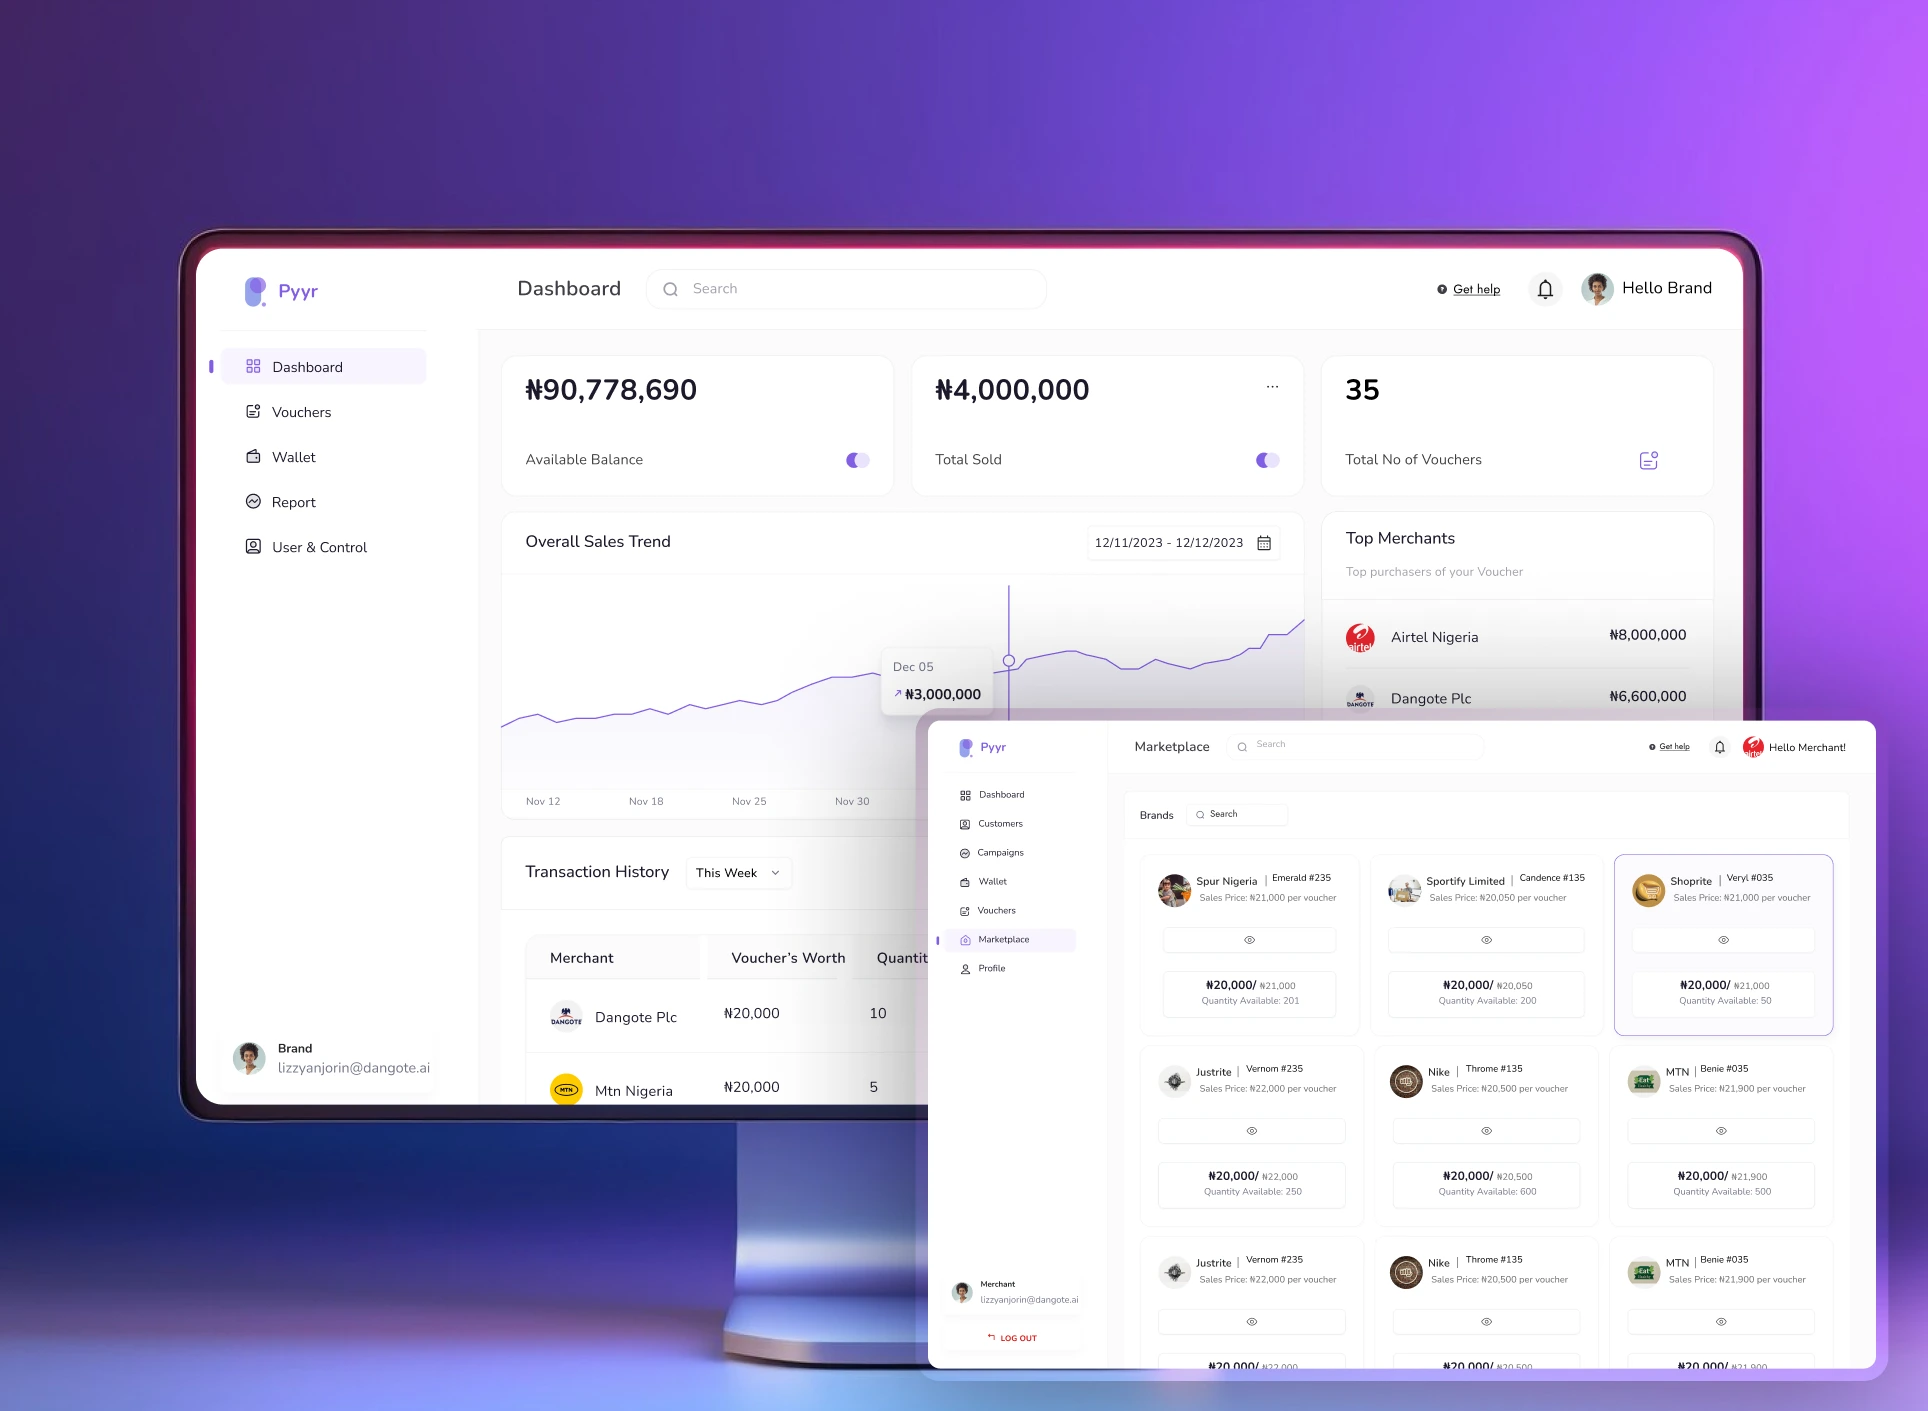 Pyyr
Dashboard
Search
Get help
Hello Brand
Dashboard
Vouchers
Wallet
Report
User & Control
Brand
lizzyanjorin@dangote.ai
₦90,778,690
Available Balance
₦4,000,000
...
Total Sold
35
Total No of Vouchers
Overall Sales Trend
12/11/2023 - 12/12/2023
Dec 05
₦3,000,000
Nov 12
Nov 18
Nov 25
Nov 30
Top Merchants
Top purchasers of your Voucher
airtel
Airtel Nigeria
₦8,000,000
DANGOTE
Dangote Plc
₦6,600,000
Transaction History
This Week
Merchant
Voucher's Worth
Quantit
DANGOTE
Dangote Plc
₦20,000
10
MTN
Mtn Nigeria
₦20,000
5
Pyyr
Marketplace
Search
Get help
airtel
Hello Merchant!
Dashboard
Customers
Campaigns
Wallet
Vouchers
Marketplace
Profile
Merchant
lizzyanjorin@dangote.ai
LOG OUT
Brands
Search
Spur Nigeria | Emerald #235
Sales Price: ₦21,000 per voucher
₦20,000/ ₦21,000
Quantity Available: 201
Sportify Limited | Candence #135
Sales Price: ₦20,050 per voucher
₦20,000/ ₦20,050
Quantity Available: 200
Shoprite | Veryl #035
Sales Price: ₦21,000 per voucher
₦20,000/ ₦21,000
Quantity Available: 50
Justrite | Vernom #235
Sales Price: ₦22,000 per voucher
₦20,000/ ₦22,000
Quantity Available: 250
Nike | Throme #135
Sales Price: ₦20,500 per voucher
₦20,000/ ₦20,500
Quantity Available: 600
Eat
MTN | Benie #035
Sales Price: ₦21,900 per voucher
₦20,000/ ₦21,900
Quantity Available: 500
Justrite | Vernom #235
Sales Price: ₦22,000 per voucher
₦20,000/ ₦22,000
Nike | Throme #135
Sales Price: ₦20,500 per voucher
₦20,000/ ₦20,500
Eat
MTN | Benie #035
Sales Price: ₦21,900 per voucher
₦20,000/ ₦21,900